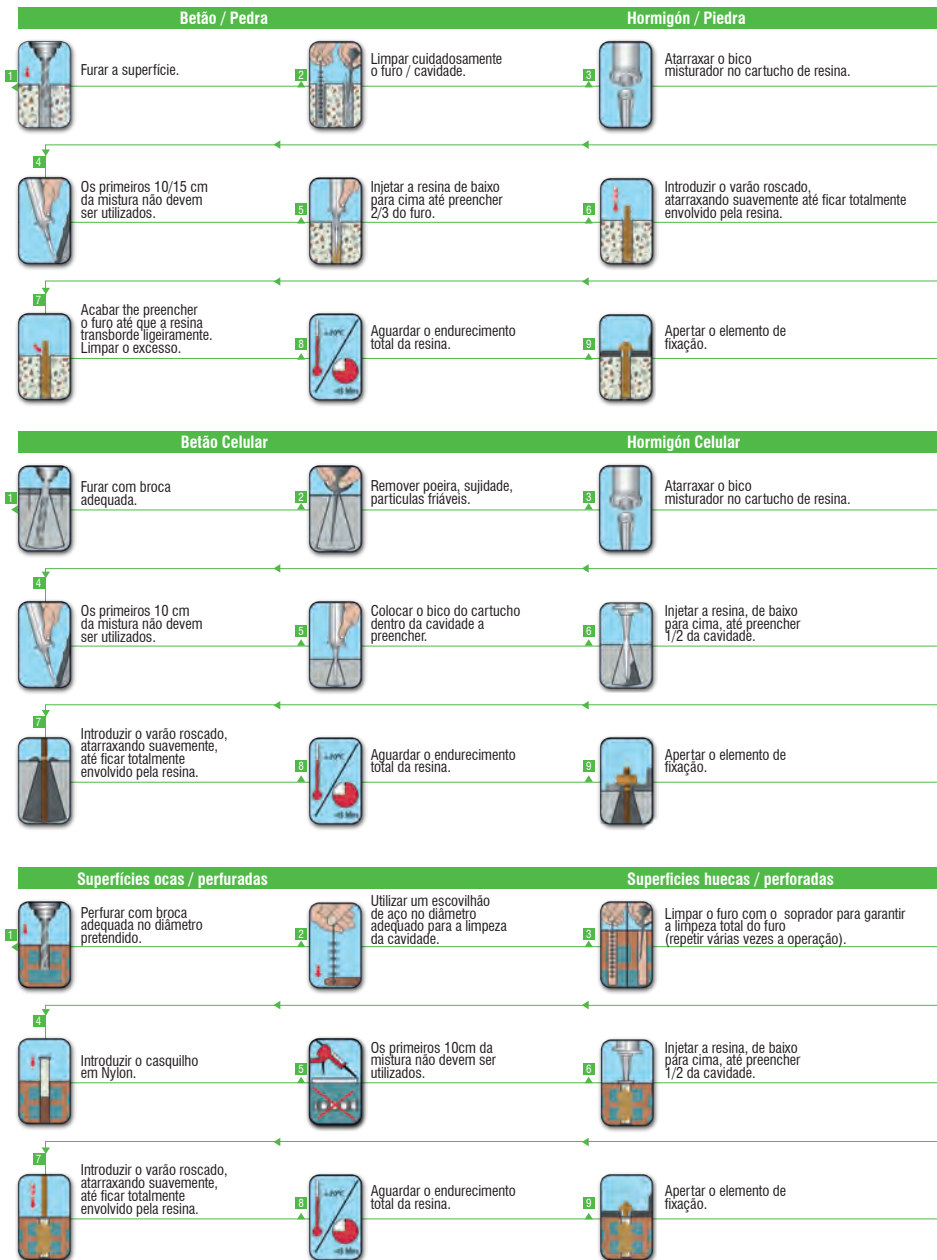 Betão / Pedra
Hormigón / Piedra
1
Furar a superfície.
2
Limpar cuidadosamente
o furo / cavidade.
3
Atarraxar o bico
misturador no cartucho de resina.
4
Os primeiros 10/15 cm
da mistura não devem
ser utilizados.
5
Injetar a resina de baixo
para cima até preencher
2/3 do furo.
6
Introduzir o varão roscado,
atarraxando suavemente até ficar totalmente
envolvido pela resina.
7
Acabar the preencher
o furo até que a resina
transborde ligeiramente.
Limpar o excesso.
8
Aguardar o endurecimento
total da resina.
9
Apertar o elemento de
fixação.
Betão Celular
Hormigón Celular
1
Furar com broca
adequada.
2
Remover poeira, sujidade,
particulas friáveis.
3
Atarraxar o bico
misturador no cartucho de resina.
4
Os primeiros 10 cm
da mistura não devem
ser utilizados.
5
Colocar o bico do cartucho
dentro da cavidade a
preencher.
6
Injetar a resina, de baixo
para cima, até preencher
1/2 da cavidade.
7
Introduzir o varão roscado,
atarraxando suavemente,
até ficar totalmente
envolvido pela resina.
8
Aguardar o endurecimento
total da resina.
9
Apertar o elemento de
fixação.
Superfícies ocas / perfuradas
Superficies huecas / perforadas
1
Perfurar com broca
adequada no diâmetro
pretendido.
2
Utilizar um escovilhão
de aço no diâmetro
adequado para a limpeza
da cavidade.
3
Limpar o furo com o soprador para garantir
a limpeza total do furo
(repetir várias vezes a operação).
4
Introduzir o casquilho
em Nylon.
5
Os primeiros 10cm da
mistura não devem ser
utilizados.
6
Injetar a resina, de baixo
para cima, até preencher
1/2 da cavidade.
7
Introduzir o varão roscado,
atarraxando suavemente,
até ficar totalmente
envolvido pela resina.
8
Aguardar o endurecimento
total da resina.
9
Apertar o elemento de
fixação.